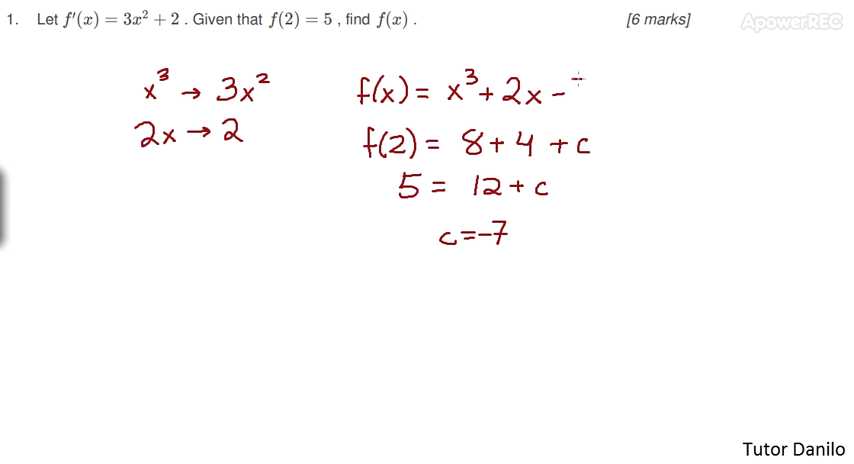 1. Let f′(x) = 3x² + 2 . Given that f(2) = 5 , find f(x) . [6 marks]
ApowerREC
x³ → 3x²
2x → 2
f(x) = x³ + 2x −
f(2) = 8 + 4 + c
5 = 12 + c
c = −7
Tutor Danilo